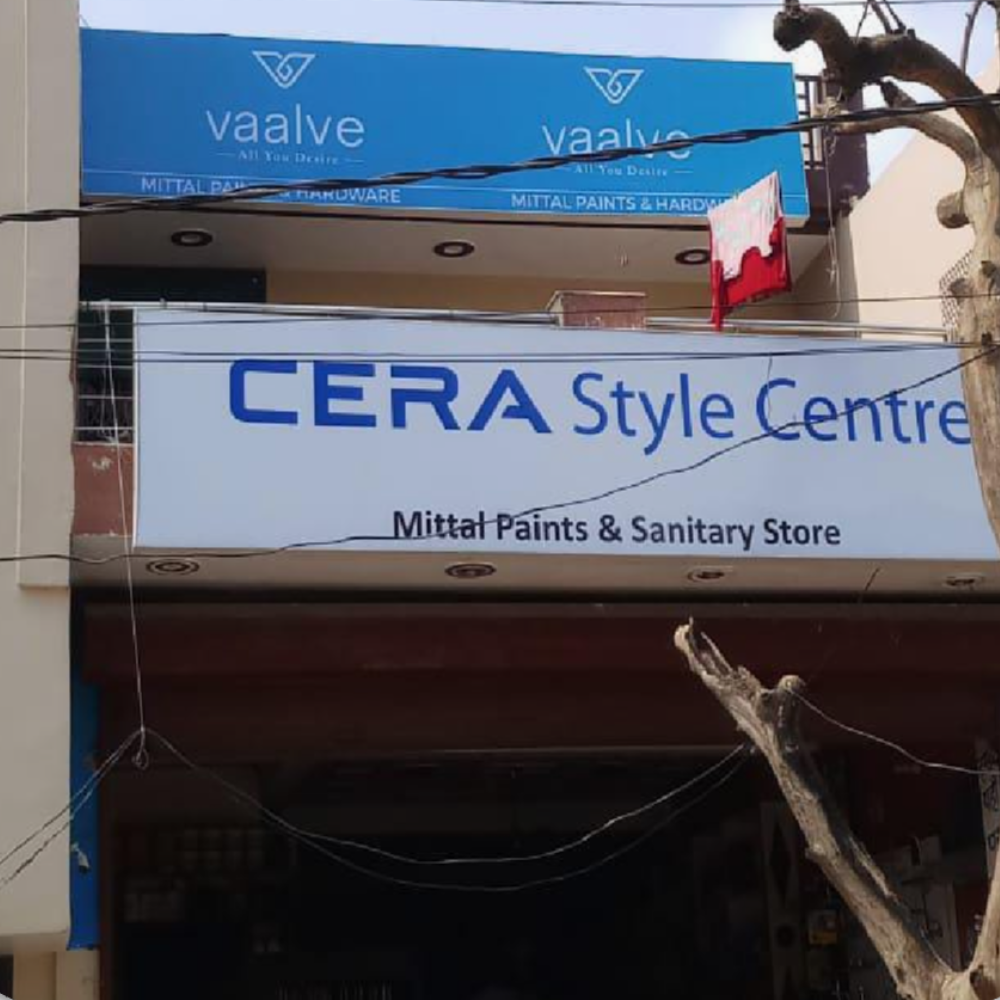 vaalve
All You Desire
MITTAL PAINTS & HARDWARE
vaalve
All You Desire
MITTAL PAINTS & HARDW
CERA Style Centre
Mittal Paints & Sanitary Store